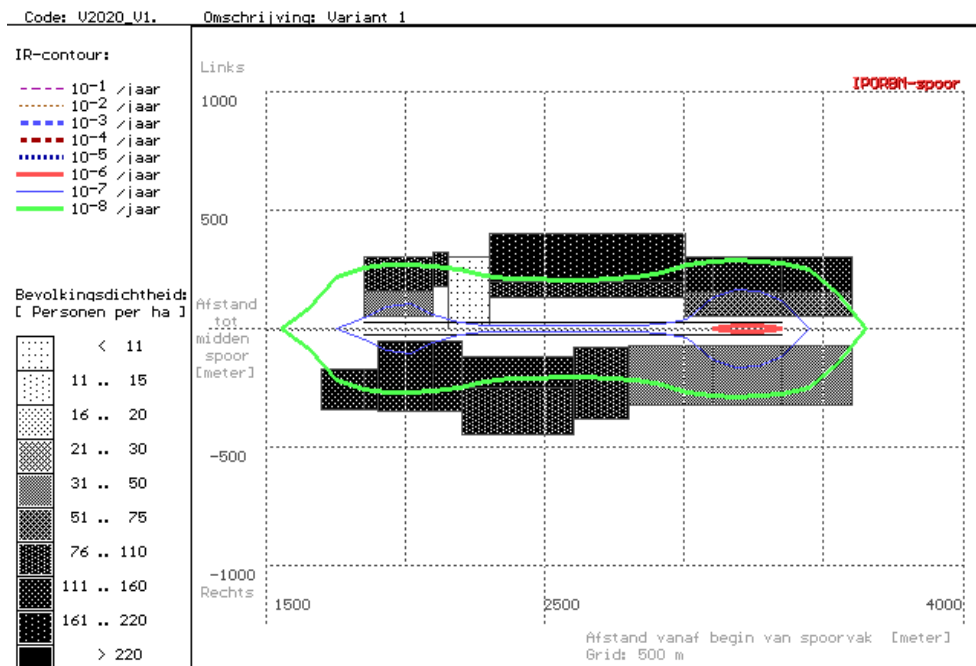 Code: V2020_V1. Omschrijving: Variant 1
IR-contour:
10-1 /jaar
10-2 /jaar
10-3 /jaar
10-4 /jaar
10-5 /jaar
10-6 /jaar
10-7 /jaar
10-8 /jaar
Bevolkingsdichtheid:
[ Personen per ha ]
< 11
11 .. 15
16 .. 20
21 .. 30
31 .. 50
51 .. 75
76 .. 110
111 .. 160
161 .. 220
> 220
Links
IPORBM-spoor
1000
500
Afstand
tot
midden
spoor
[meter]
-500
-1000
Rechts
1500 2500 4000
Afstand vanaf begin van spoorvak [meter]
Grid: 500 m